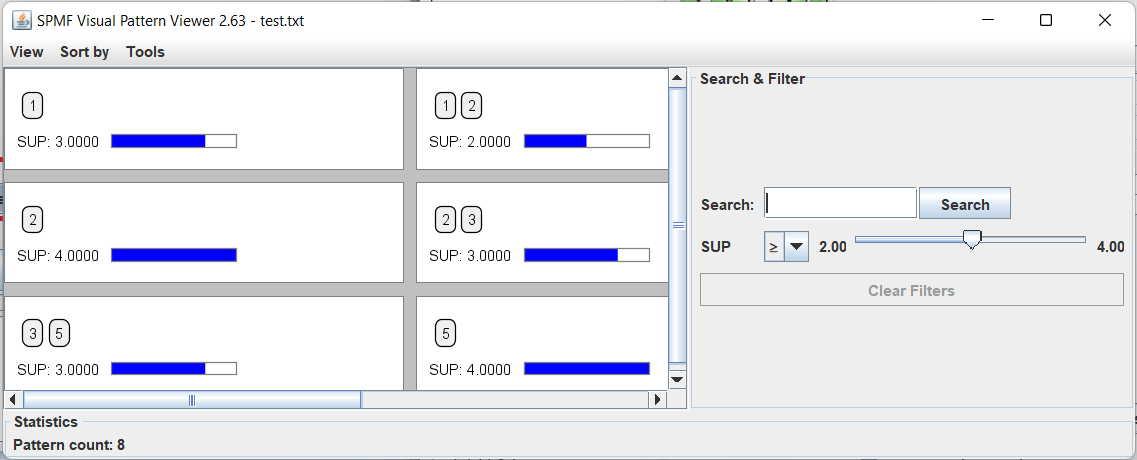 SPMF Visual Pattern Viewer 2.63 - test.txt
View Sort by Tools
1
SUP: 3.0000
1 2
SUP: 2.0000
2
SUP: 4.0000
2 3
SUP: 3.0000
3 5
SUP: 3.0000
5
SUP: 4.0000
Search & Filter
Search: Search
SUP ≥ 2.00 4.00
Clear Filters
Statistics
Pattern count: 8